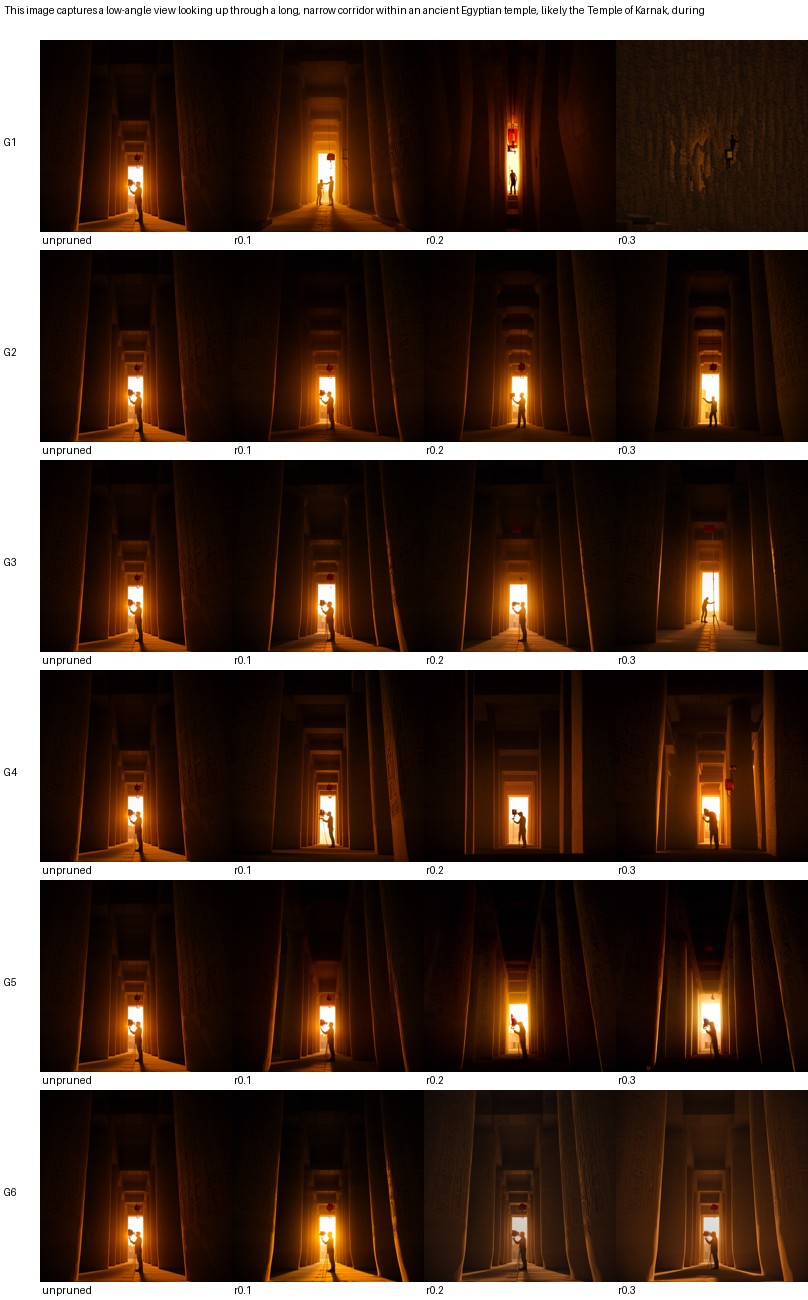 This image captures a low-angle view looking up through a long, narrow corridor within an ancient Egyptian temple, likely the Temple of Karnak, during
G1
unpruned r0.1 r0.2 r0.3
G2
unpruned r0.1 r0.2 r0.3
G3
unpruned r0.1 r0.2 r0.3
G4
unpruned r0.1 r0.2 r0.3
G5
unpruned r0.1 r0.2 r0.3
G6
unpruned r0.1 r0.2 r0.3